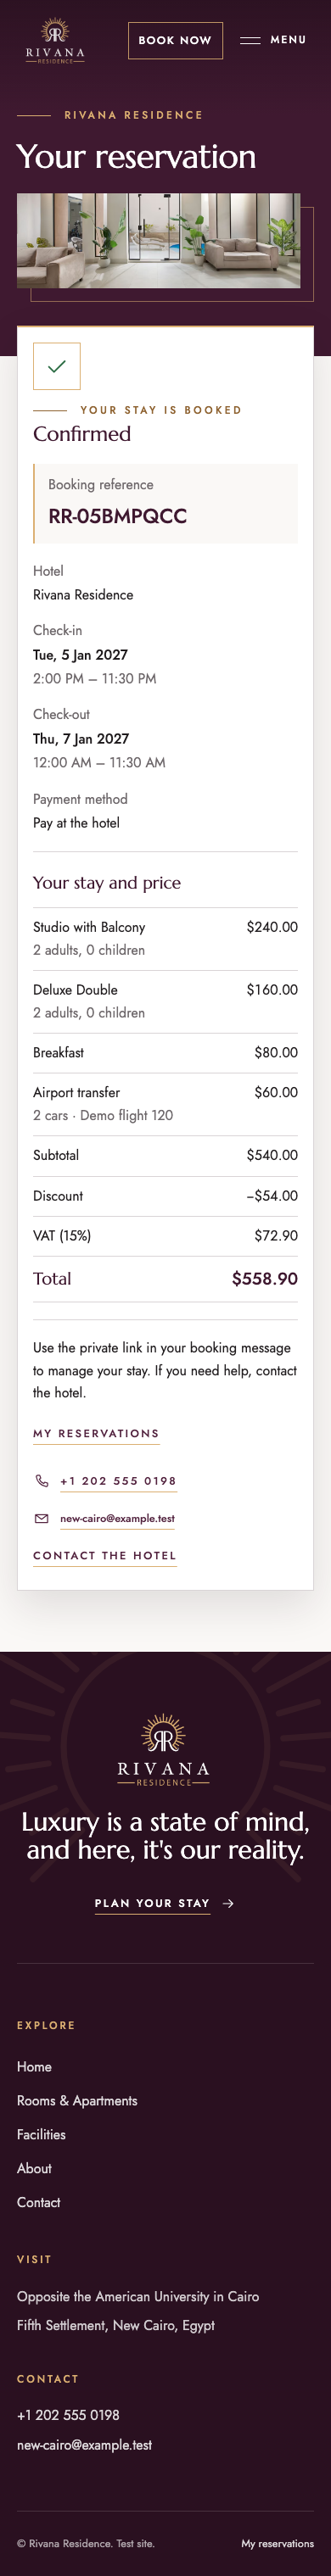 RIVANA
RESIDENCE
BOOK NOW
MENU
RIVANA RESIDENCE
Your reservation
YOUR STAY IS BOOKED
Confirmed
Booking reference
RR-05BMPQCC
Hotel
Rivana Residence
Check-in
Tue, 5 Jan 2027
2:00 PM – 11:30 PM
Check-out
Thu, 7 Jan 2027
12:00 AM – 11:30 AM
Payment method
Pay at the hotel
Your stay and price
Studio with Balcony $240.00
2 adults, 0 children
Deluxe Double $160.00
2 adults, 0 children
Breakfast $80.00
Airport transfer $60.00
2 cars · Demo flight 120
Subtotal $540.00
Discount −$54.00
VAT (15%) $72.90
Total $558.90
Use the private link in your booking message
to manage your stay. If you need help, contact
the hotel.
MY RESERVATIONS
+1 202 555 0198
new-cairo@example.test
CONTACT THE HOTEL
RIVANA
RESIDENCE
Luxury is a state of mind,
and here, it's our reality.
PLAN YOUR STAY →
EXPLORE
Home
Rooms & Apartments
Facilities
About
Contact
VISIT
Opposite the American University in Cairo
Fifth Settlement, New Cairo, Egypt
CONTACT
+1 202 555 0198
new-cairo@example.test
© Rivana Residence. Test site. My reservations